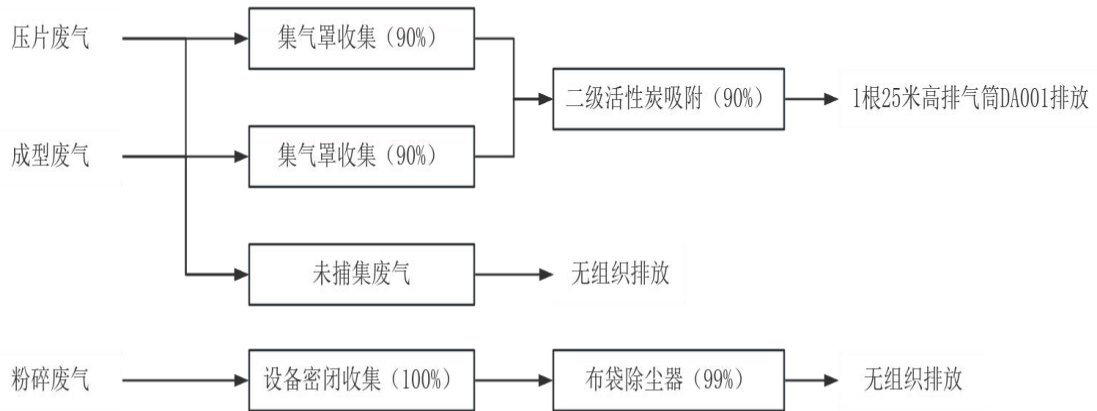 压片废气
集气罩收集（90%）
二级活性炭吸附（90%）
1根25米高排气筒DA001排放
成型废气
集气罩收集（90%）
未捕集废气
无组织排放
粉碎废气
设备密闭收集（100%）
布袋除尘器（99%）
无组织排放